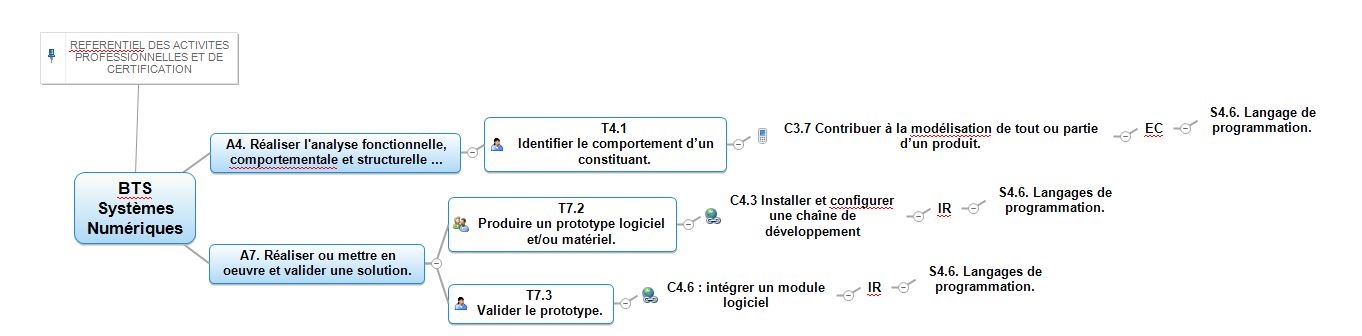 REFERENTIEL DES ACTIVITES
PROFESSIONNELLES ET DE
CERTIFICATION
BTS
Systèmes
Numériques
A4. Réaliser l'analyse fonctionnelle,
comportementale et structurelle ...
T4.1
Identifier le comportement d'un
constituant.
C3.7 Contribuer à la modélisation de tout ou partie
d'un produit.
EC
S4.6. Langage de
programmation.
A7. Réaliser ou mettre en
oeuvre et valider une solution.
T7.2
Produire un prototype logiciel
et/ou matériel.
C4.3 Installer et configurer
une chaîne de
développement
IR
S4.6. Langages de
programmation.
T7.3
Valider le prototype.
C4.6 : intégrer un module
logiciel
IR
S4.6. Langages de
programmation.